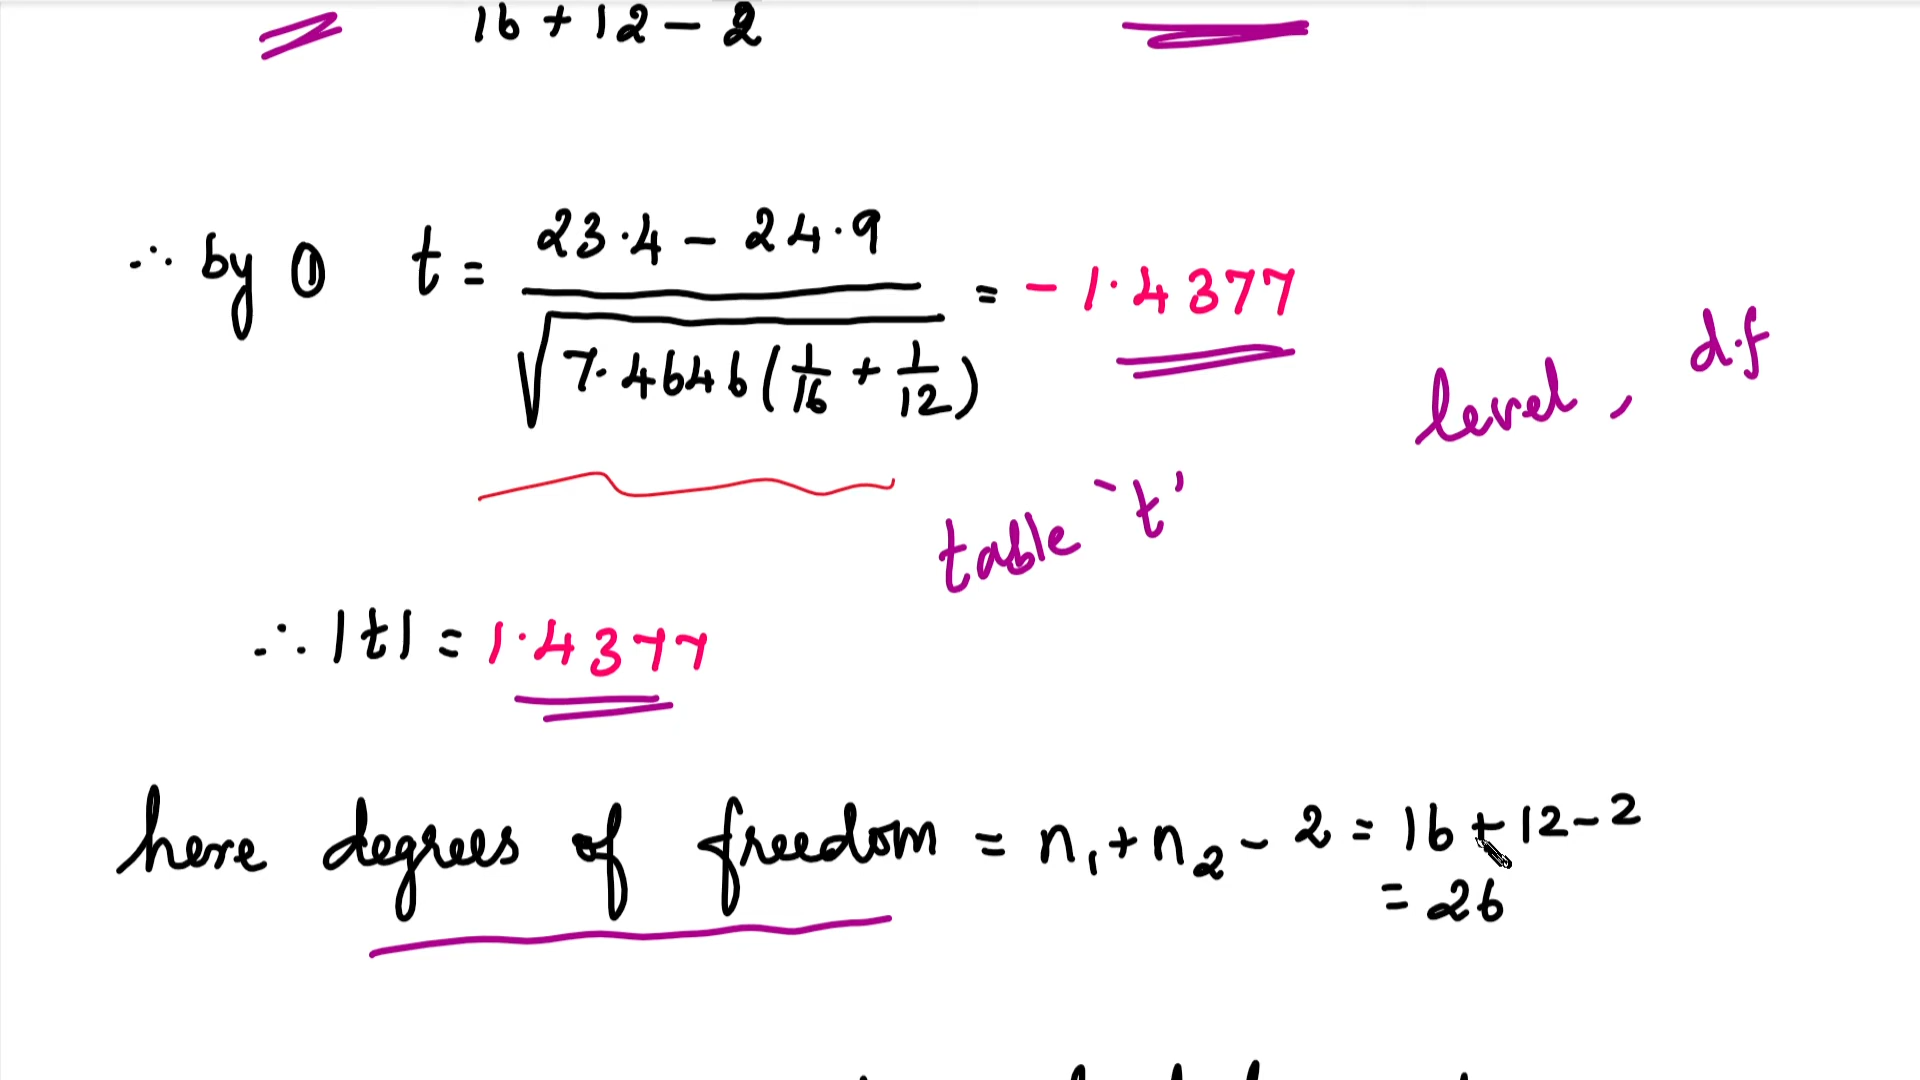 16 + 12 - 2
∴ by ① t = 23.4 - 24.9 / √7.4646 (1/16 + 1/12) = - 1.4377
level, d.f
table 't'
∴ |t| = 1.4377
here degrees of freedom = n₁ + n₂ - 2 = 16 + 12 - 2
= 26